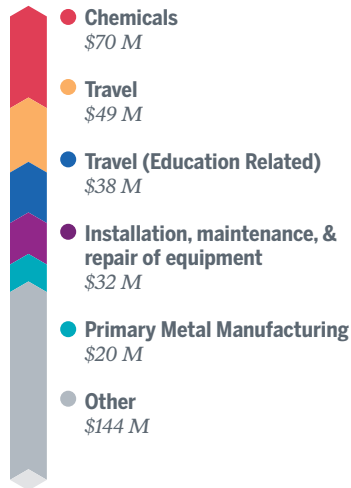 Chemicals
$70 M
Travel
$49 M
Travel (Education Related)
$38 M
Installation, maintenance, &
repair of equipment
$32 M
Primary Metal Manufacturing
$20 M
Other
$144 M